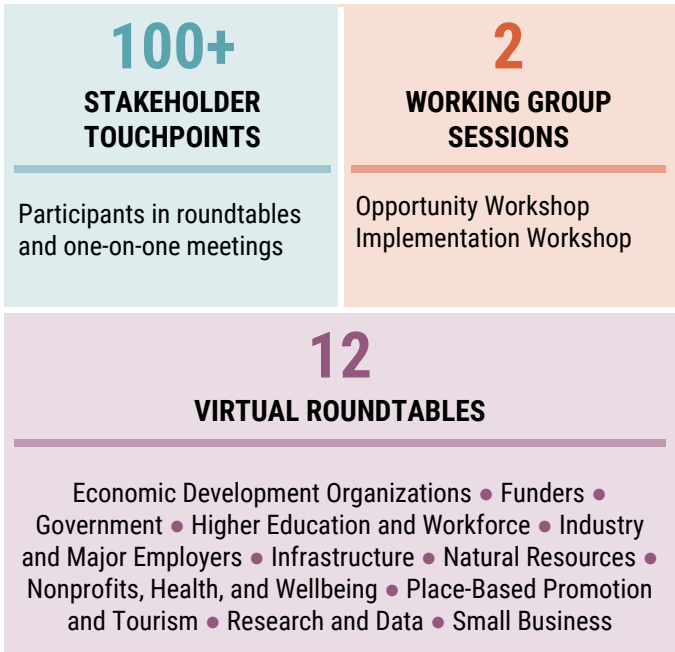 100+
STAKEHOLDER
TOUCHPOINTS
Participants in roundtables
and one-on-one meetings
2
WORKING GROUP
SESSIONS
Opportunity Workshop
Implementation Workshop
12
VIRTUAL ROUNDTABLES
Economic Development Organizations ● Funders ●
Government ● Higher Education and Workforce ● Industry
and Major Employers ● Infrastructure ● Natural Resources ●
Nonprofits, Health, and Wellbeing ● Place-Based Promotion
and Tourism ● Research and Data ● Small Business